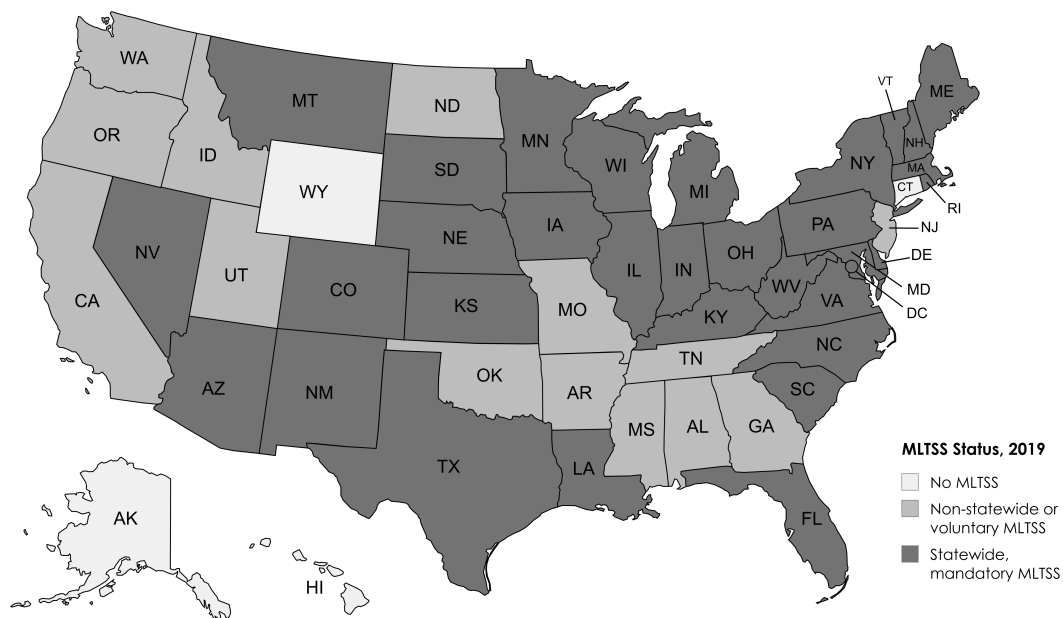 WA
OR
CA
NV
ID
MT
WY
UT
AZ
CO
NM
ND
SD
NE
KS
OK
TX
MN
IA
MO
AR
LA
WI
IL
MI
IN
OH
KY
TN
MS
AL
GA
FL
SC
NC
VA
WV
PA
NY
VT
NH
ME
MA
CT
RI
NJ
DE
MD
DC
AK
HI
MLTSS Status, 2019
No MLTSS
Non-statewide or
voluntary MLTSS
Statewide,
mandatory MLTSS